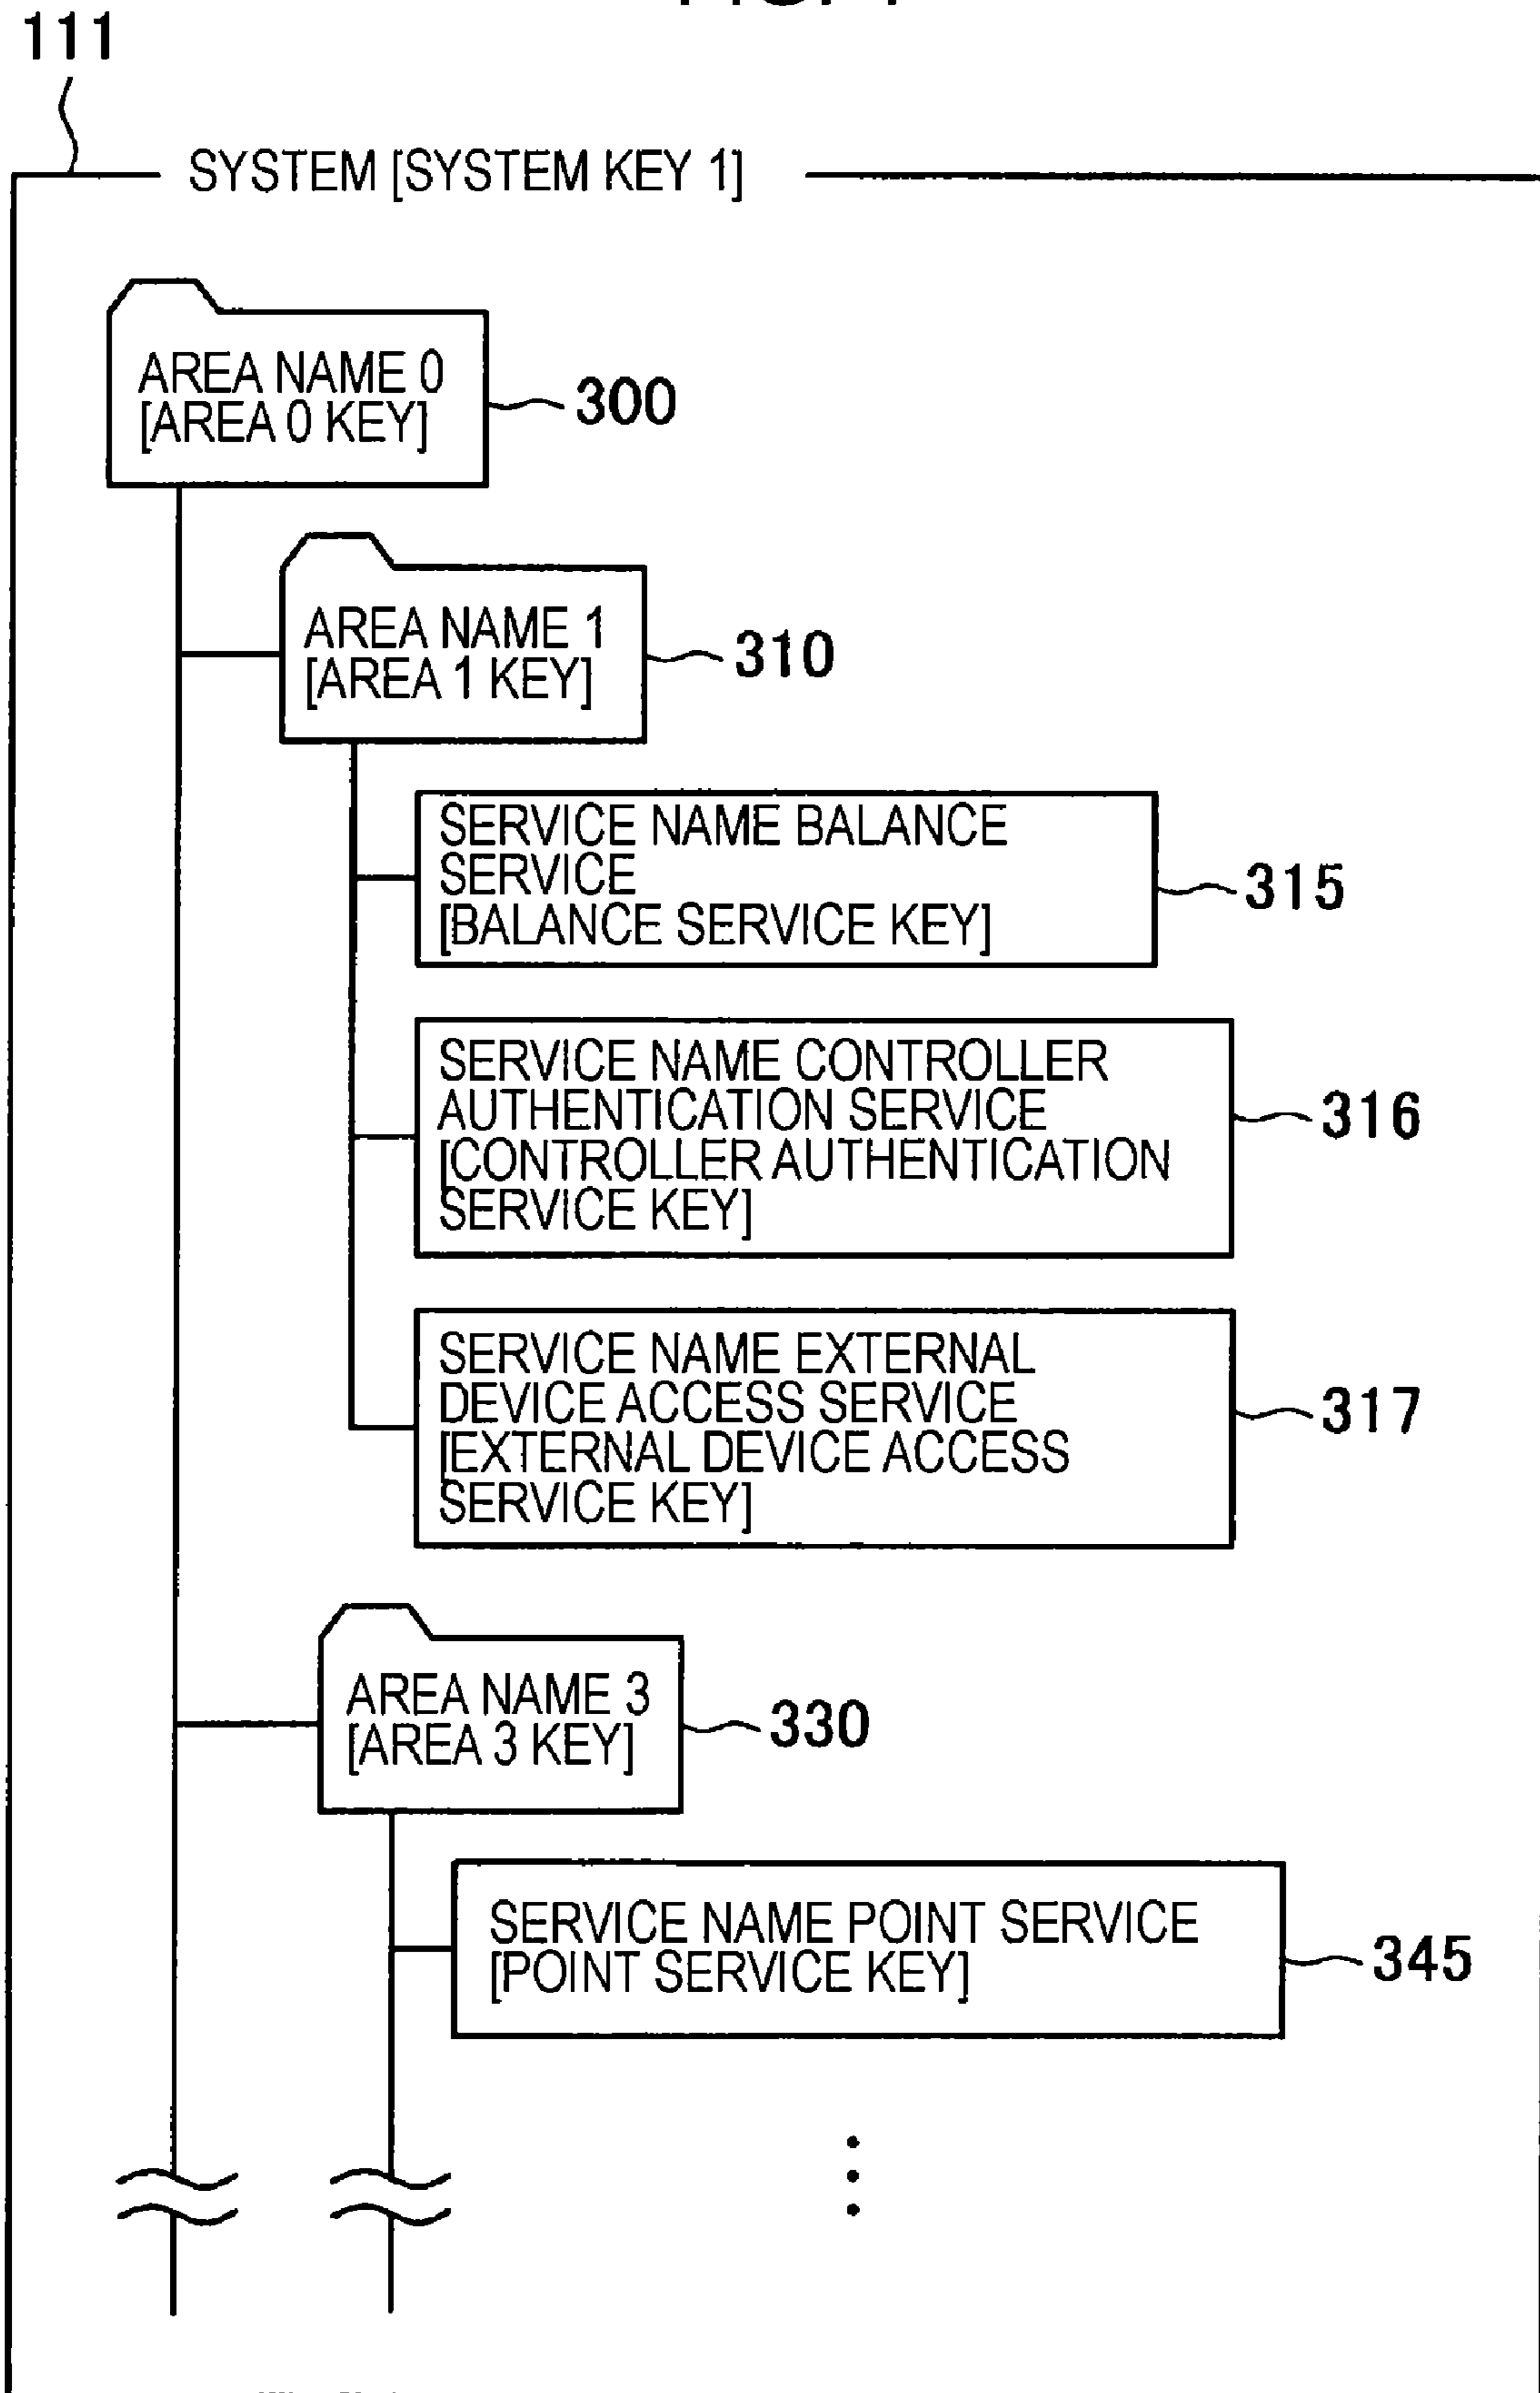 111
SYSTEM [SYSTEM KEY 1]
AREA NAME 0
[AREA 0 KEY]
300
AREA NAME 1
[AREA 1 KEY]
310
SERVICE NAME BALANCE
SERVICE
[BALANCE SERVICE KEY]
315
SERVICE NAME CONTROLLER
AUTHENTICATION SERVICE
[CONTROLLER AUTHENTICATION
SERVICE KEY]
316
SERVICE NAME EXTERNAL
DEVICE ACCESS SERVICE
[EXTERNAL DEVICE ACCESS
SERVICE KEY]
317
AREA NAME 3
[AREA 3 KEY]
330
SERVICE NAME POINT SERVICE
[POINT SERVICE KEY]
345